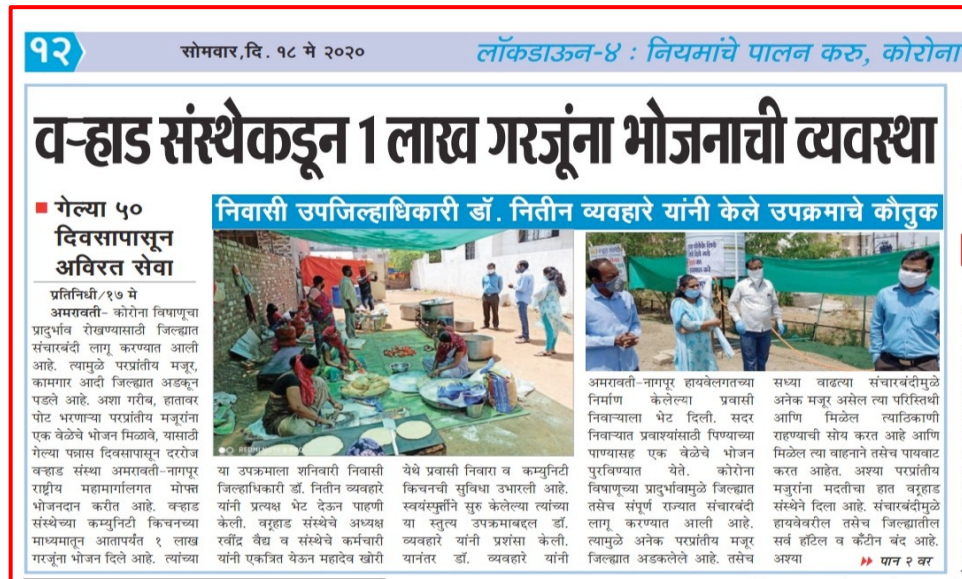 १२
सोमवार,दि. १८ मे २०२०
लॉकडाऊन-४ : नियमांचे पालन करु, कोरोना
वऱ्हाड संस्थेकडून 1 लाख गरजूंना भोजनाची व्यवस्था
गेल्या ५०
दिवसापासून
अविरत सेवा
निवासी उपजिल्हाधिकारी डॉ. नितीन व्यवहारे यांनी केले उपक्रमाचे कौतुक
प्रतिनिधी/१७ मे
अमरावती- कोरोना विषाणूचा
प्रादुर्भाव रोखण्यासाठी जिल्ह्यात
संचारबंदी लागू करण्यात आली
आहे. त्यामुळे परप्रांतीय मजूर,
कामगार आदी जिल्ह्यात अडकून
पडले आहे. अशा गरीब, हातावर
पोट भरणाऱ्या परप्रांतीय मजूरांना
एक वेळेचे भोजन मिळावे, यासाठी
गेल्या पन्नास दिवसापासून दररोज
वऱ्हाड संस्था अमरावती-नागपूर
राष्ट्रीय महामार्गालगत मोफ्त
भोजनदान करीत आहे. वऱ्हाड
संस्थेच्या कम्युनिटी किचनच्या
माध्यमातून आतापर्यंत १ लाख
गरजूंना भोजन दिले आहे. त्यांच्या
या उपक्रमाला शनिवारी निवासी
जिल्हाधिकारी डॉ. नितीन व्यवहारे
यांनी प्रत्यक्ष भेट देऊन पाहणी
केली. वऱ्हाड संस्थेचे अध्यक्ष
रवींद्र वैद्य व संस्थेचे कर्मचारी
यांनी एकत्रित येऊन महादेव खोरी
येथे प्रवासी निवारा व कम्युनिटी
किचनची सुविधा उभारली आहे.
स्वयंस्फुर्तीने सुरु केलेल्या त्यांच्या
या स्तुत्य उपक्रमाबद्दल डॉ.
व्यवहारे यांनी प्रशंसा केली.
यानंतर डॉ. व्यवहारे यांनी
अमरावती-नागपूर हायवेलगतच्या
निर्माण केलेल्या प्रवासी
निवाऱ्याला भेट दिली. सदर
निवाऱ्यात प्रवाश्यांसाठी पिण्याच्या
पाण्यासह एक वेळेचे भोजन
पुरविण्यात येते. कोरोना
विषाणूच्या प्रादुर्भावामुळे जिल्ह्यात
तसेच संपूर्ण राज्यात संचारबंदी
लागू करण्यात आली आहे.
त्यामुळे अनेक परप्रांतीय मजूर
जिल्ह्यात अडकलेले आहे. तसेच
सध्या वाढत्या संचारबंदीमुळे
अनेक मजूर असेल त्या परिस्तिथी
आणि मिळेल त्याठिकाणी
राहण्याची सोय करत आहे आणि
मिळेल त्या वाहनाने तसेच पायवाट
करत आहेत. अश्या परप्रांतीय
मजुरांना मदतीचा हात वऱ्हाड
संस्थेने दिला आहे. संचारबंदीमुळे
हायवेवरील तसेच जिल्ह्यातील
सर्व हॉटेल व कॅंटीन बंद आहे.
अश्या
पान २ वर